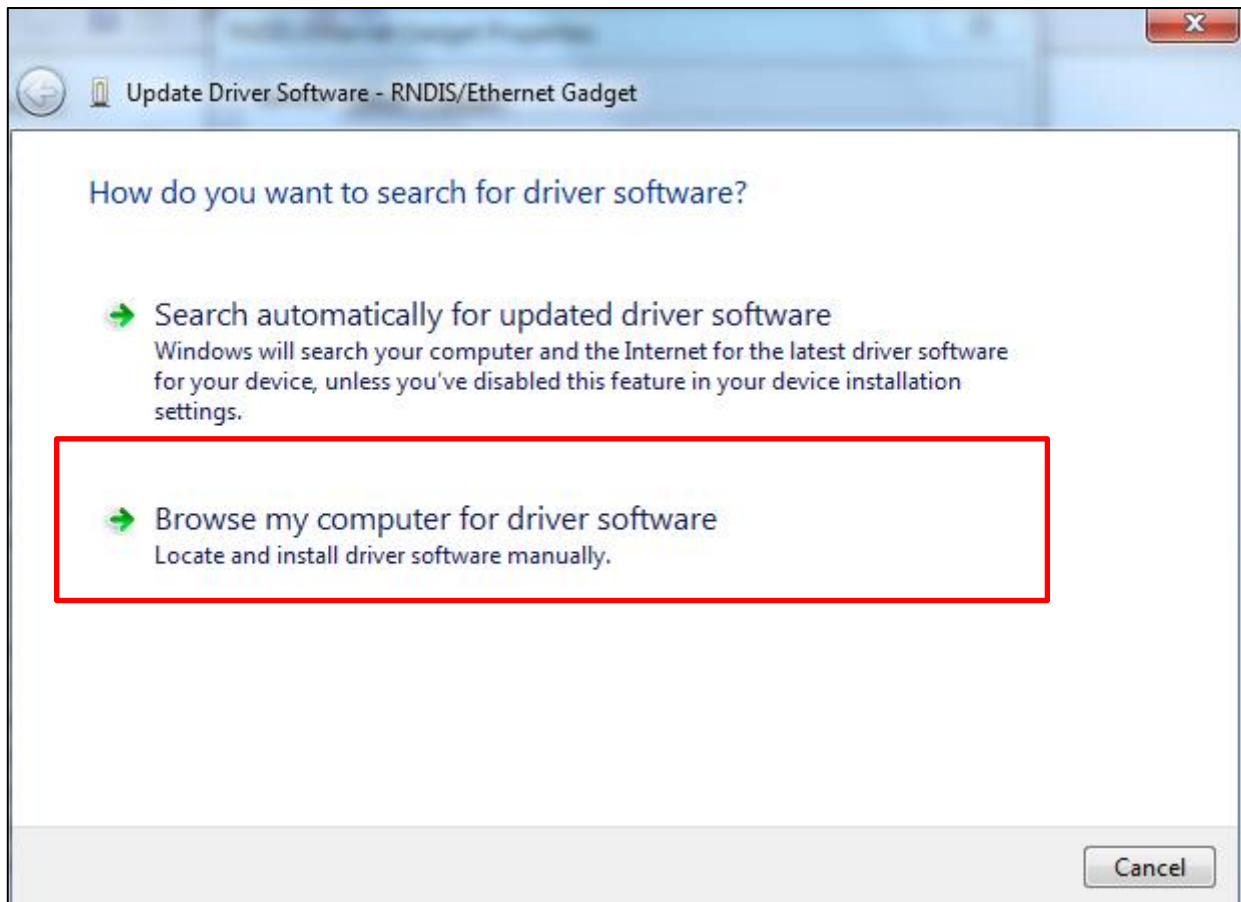 Update Driver Software - RNDIS/Ethernet Gadget
How do you want to search for driver software?
Search automatically for updated driver software
Windows will search your computer and the Internet for the latest driver software
for your device, unless you've disabled this feature in your device installation
settings.
Browse my computer for driver software
Locate and install driver software manually.
Cancel